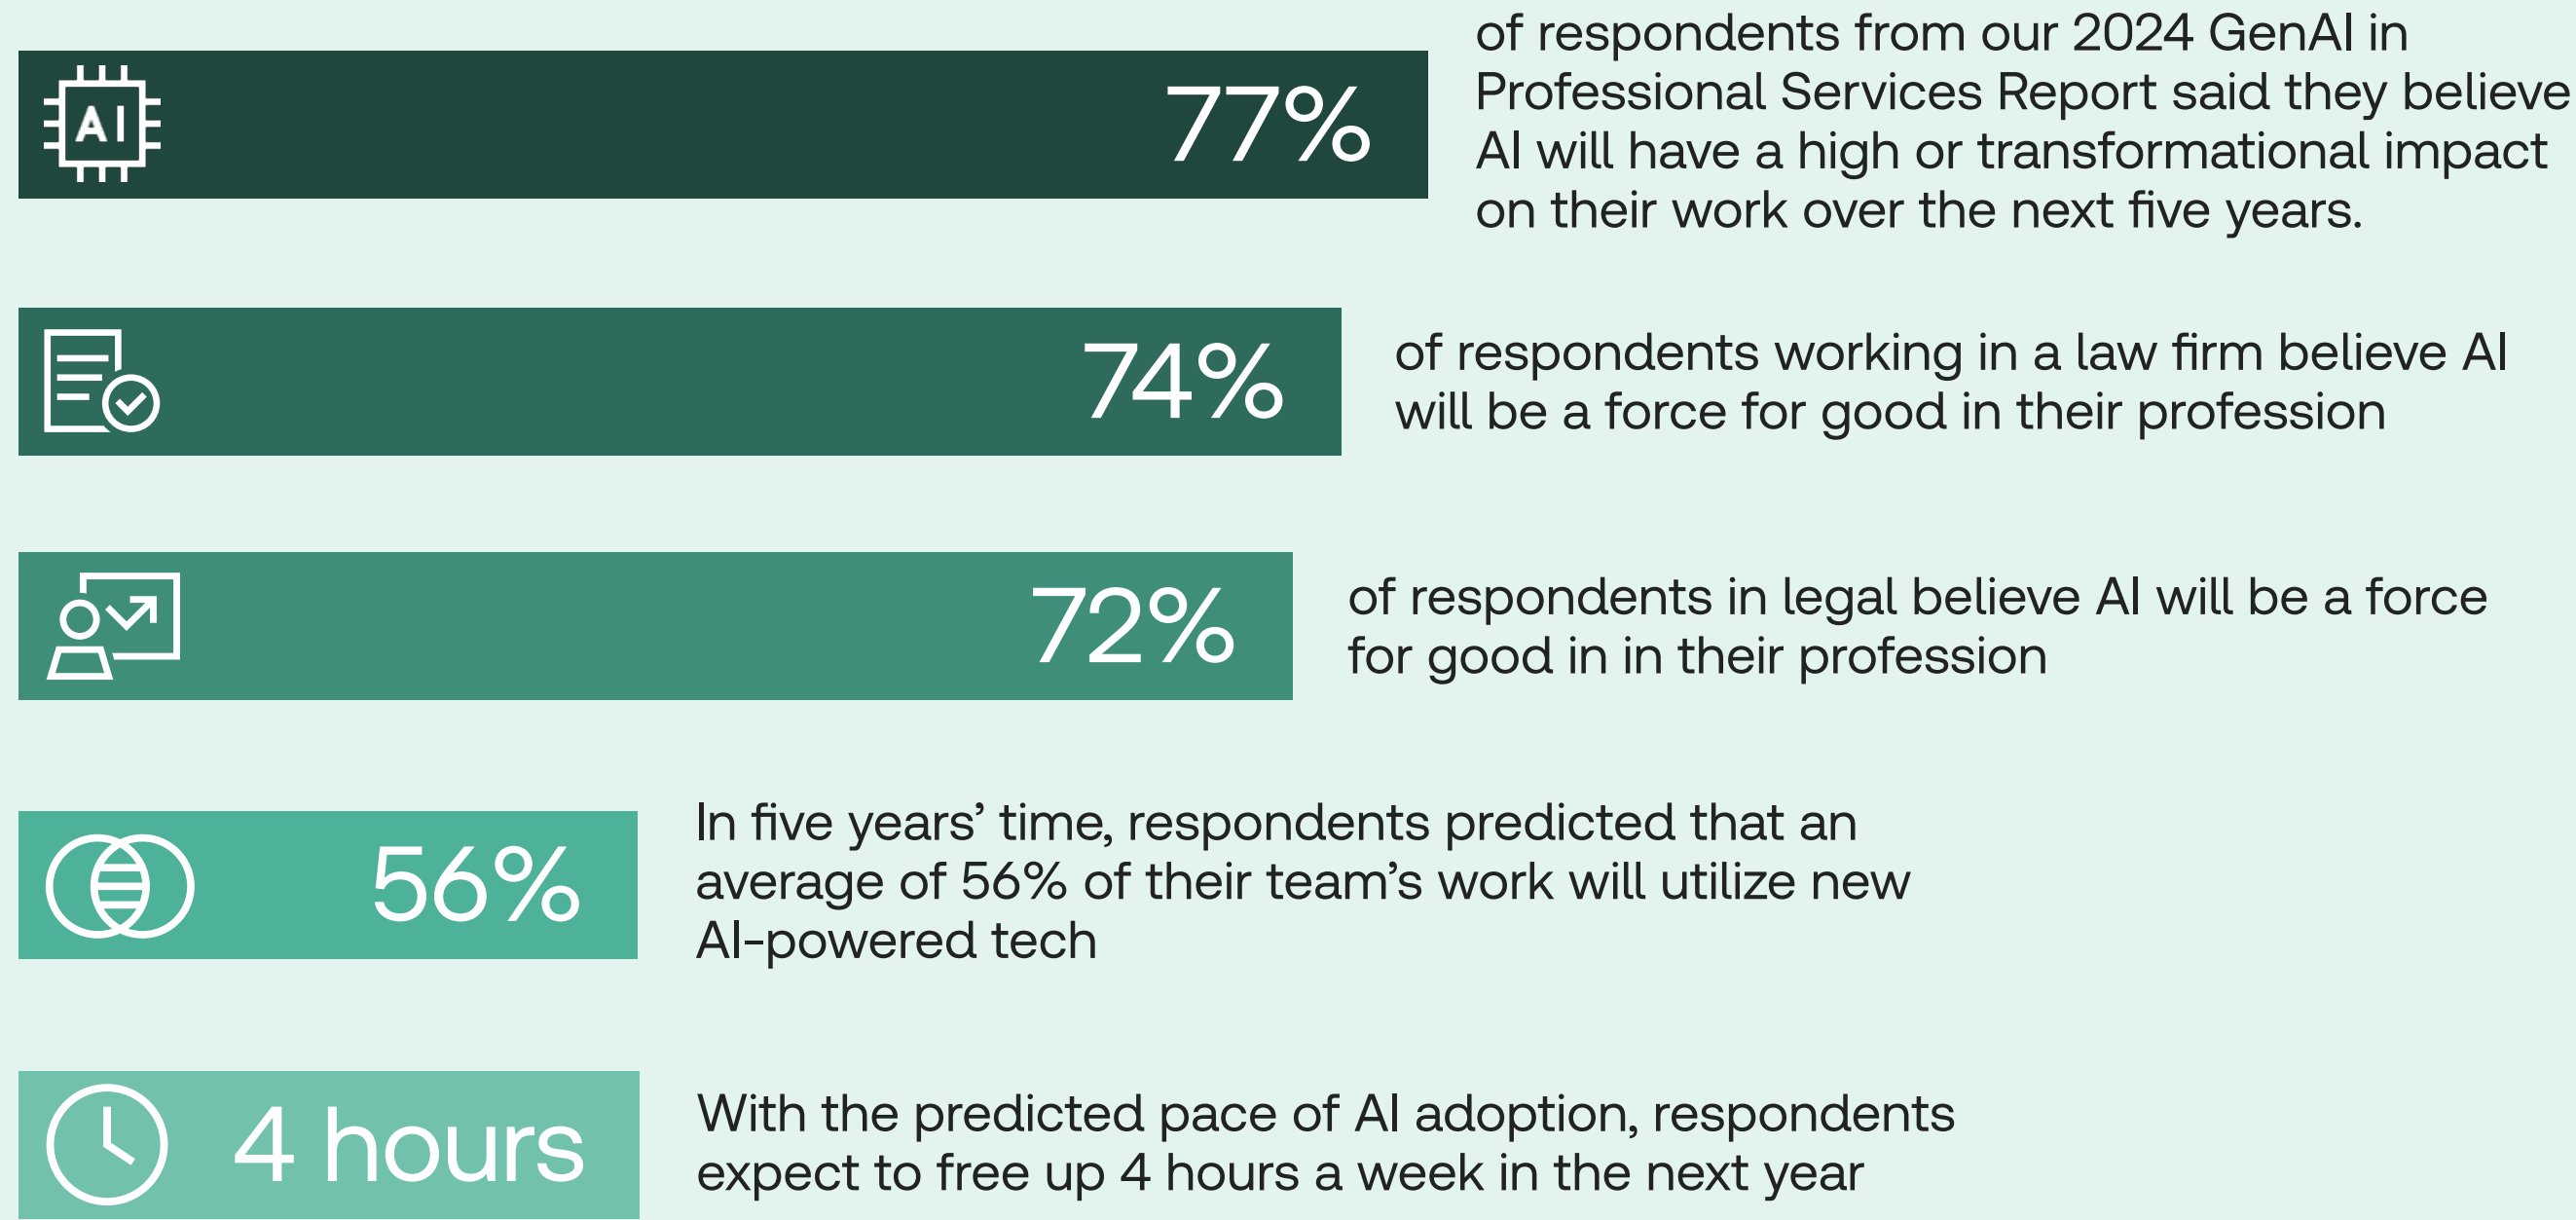 AI
77%
of respondents from our 2024 GenAI in
Professional Services Report said they believe
AI will have a high or transformational impact
on their work over the next five years.
74%
of respondents working in a law firm believe AI
will be a force for good in their profession
72%
of respondents in legal believe AI will be a force
for good in in their profession
56%
In five years’ time, respondents predicted that an
average of 56% of their team’s work will utilize new
AI-powered tech
4 hours
With the predicted pace of AI adoption, respondents
expect to free up 4 hours a week in the next year